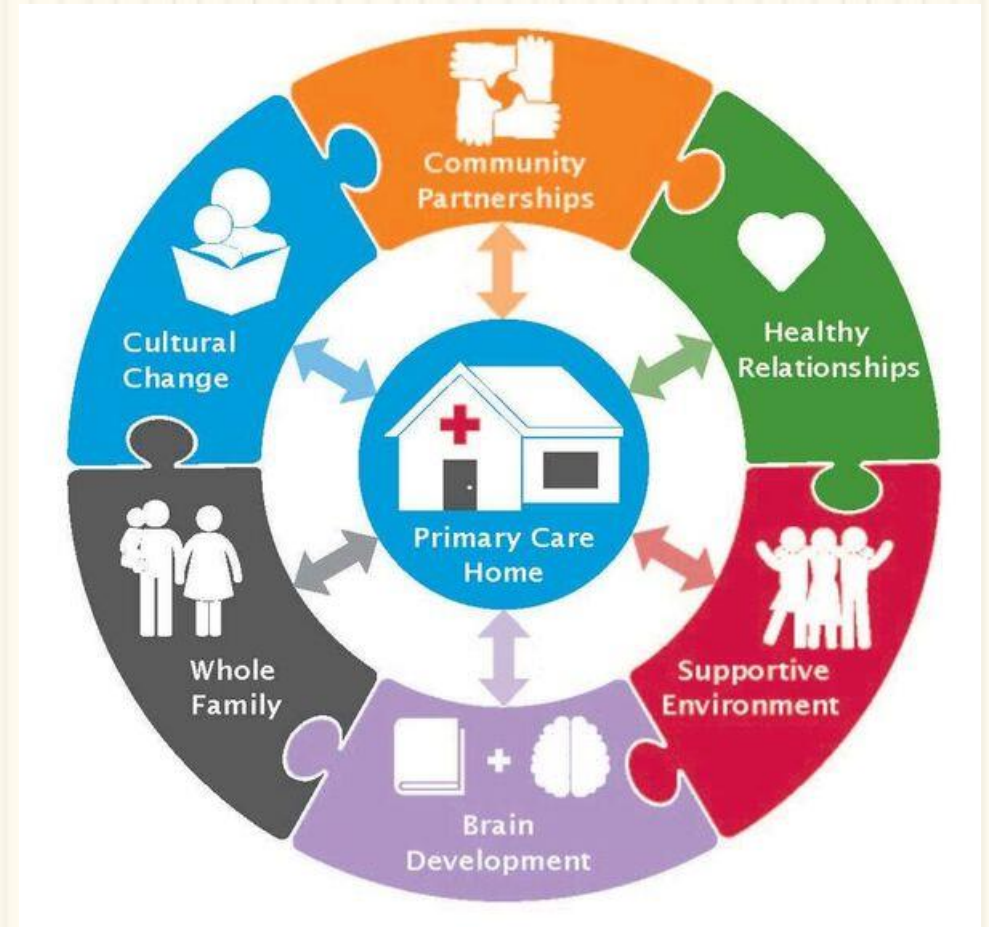 Community
Partnerships
Healthy
Relationships
Supportive
Environment
Brain
Development
Whole
Family
Cultural
Change
Primary Care
Home